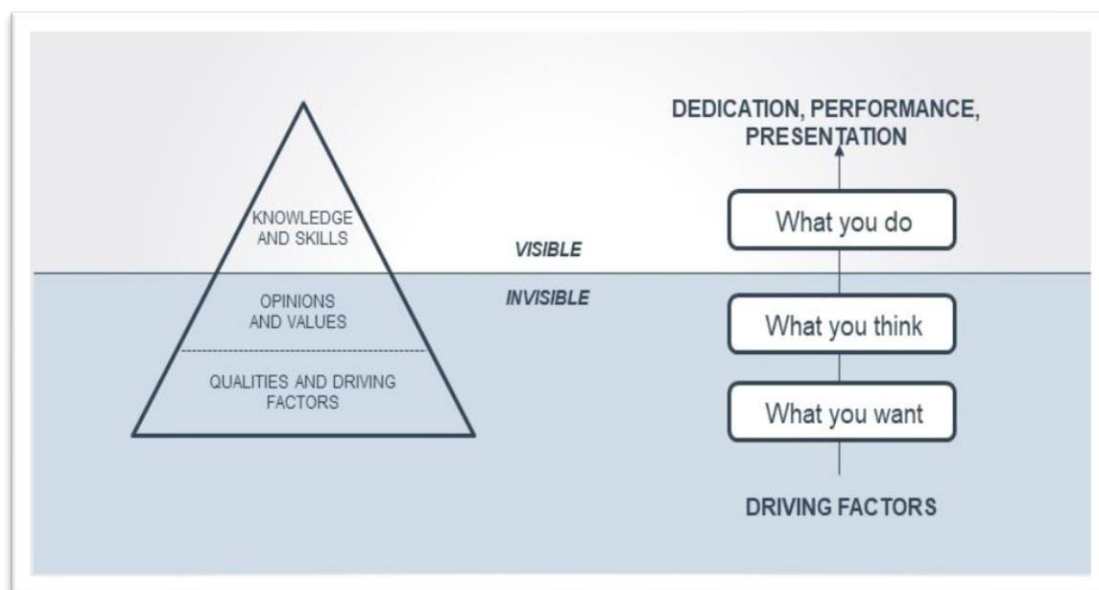 KNOWLEDGE
AND SKILLS
OPINIONS
AND VALUES
QUALITIES AND DRIVING
FACTORS
VISIBLE
INVISIBLE
DEDICATION, PERFORMANCE,
PRESENTATION
What you do
What you think
What you want
DRIVING FACTORS